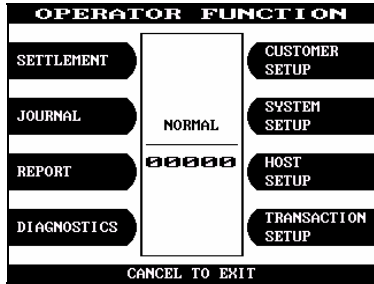 OPERATOR FUNCTION
SETTLEMENT
JOURNAL
REPORT
DIAGNOSTICS
NORMAL
00000
CUSTOMER
SETUP
SYSTEM
SETUP
HOST
SETUP
TRANSACTION
SETUP
CANCEL TO EXIT